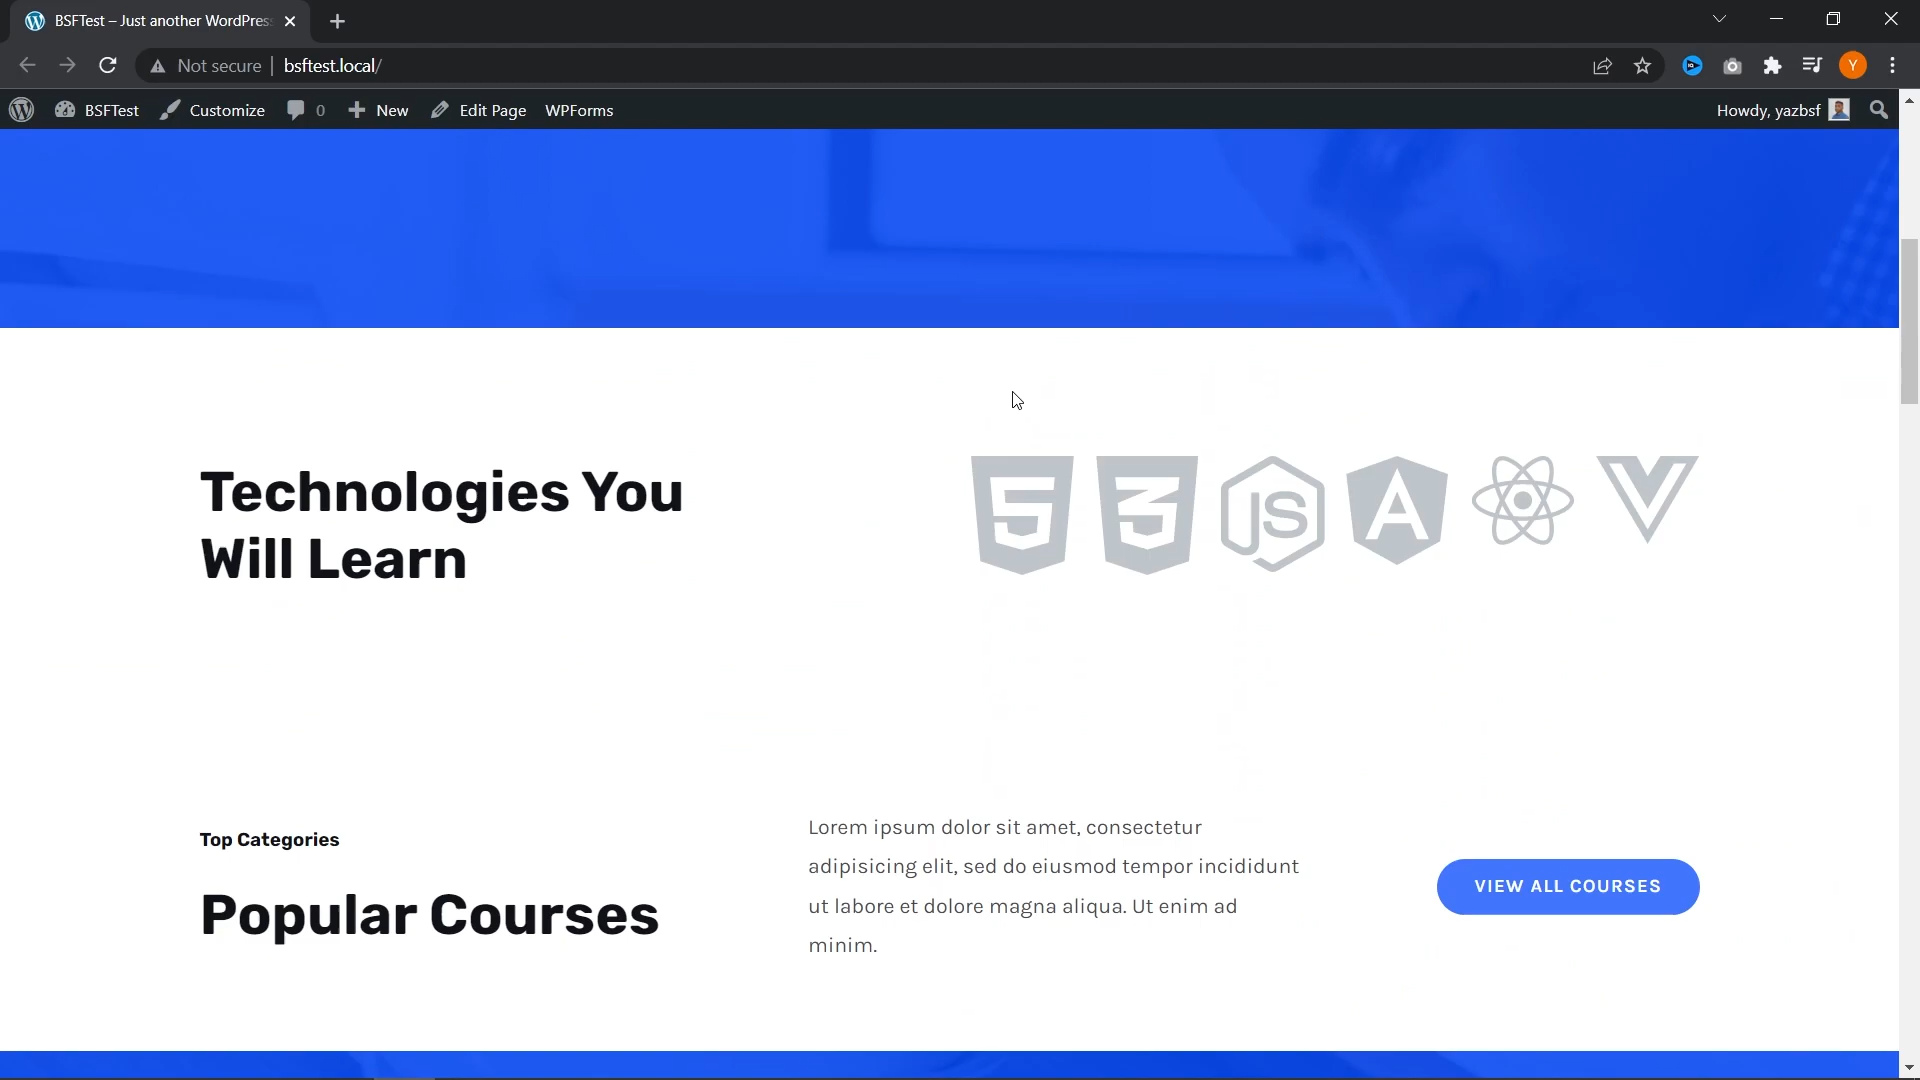 BSFTest – Just another WordPres
Not secure
bsftest.local/
BSFTest
Customize
0
New
Edit Page
WPForms
Howdy, yazbsf
Y
5
3
JS
A
Technologies You
Will Learn
Top Categories
Popular Courses
Lorem ipsum dolor sit amet, consectetur
adipisicing elit, sed do eiusmod tempor incididunt
ut labore et dolore magna aliqua. Ut enim ad
minim.
VIEW ALL COURSES